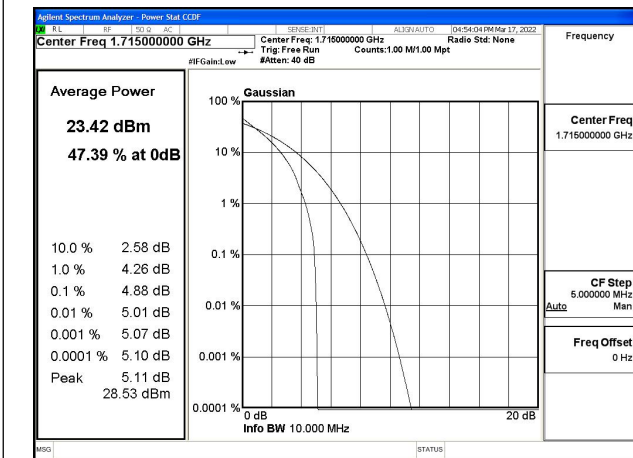 Agilent Spectrum Analyzer - Power Stat CCDF
RL RF 50 Ω AC SENSE:INT ALIGN AUTO 04:54:04 PM Mar 17, 2022
Center Freq 1.715000000 GHz
Center Freq: 1.715000000 GHz Radio Std: None
Trig: Free Run Counts:1.00 M/1.00 Mpt
#IFGain:Low #Atten: 40 dB
Frequency
Average Power
23.42 dBm
47.39 % at 0dB
10.0 % 2.58 dB
1.0 % 4.26 dB
0.1 % 4.88 dB
0.01 % 5.01 dB
0.001 % 5.07 dB
0.0001 % 5.10 dB
Peak 5.11 dB
28.53 dBm
Gaussian
100 %
10 %
1 %
0.1 %
0.01 %
0.001 %
0.0001 %
0 dB 20 dB
Info BW 10.000 MHz
Center Freq
1.715000000 GHz
CF Step
5.000000 MHz
Auto Man
Freq Offset
0 Hz
MSG STATUS